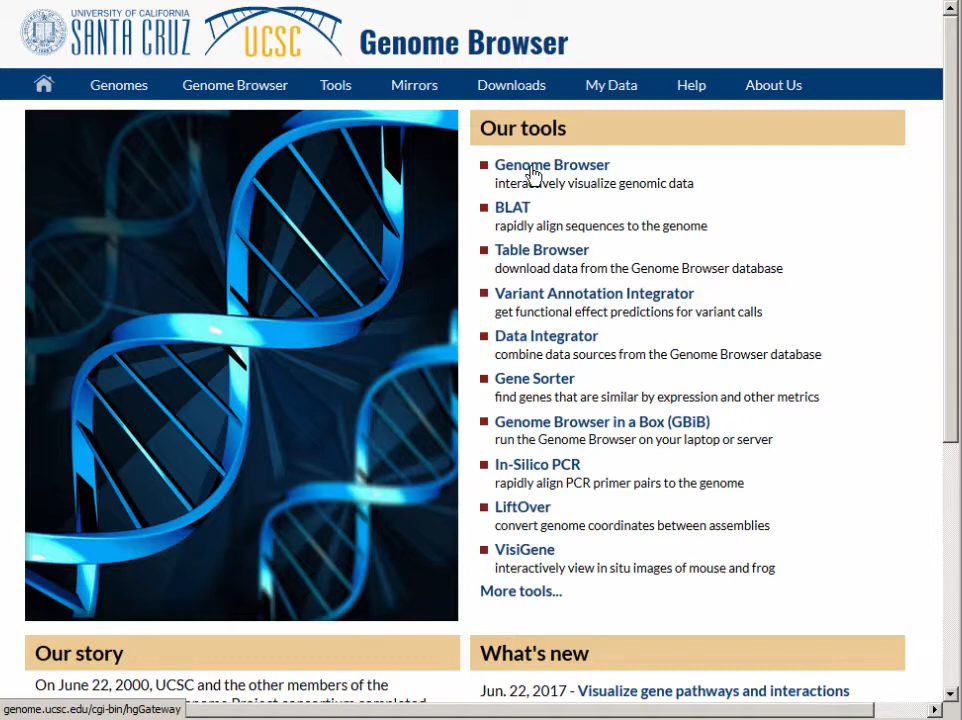 UNIVERSITY OF CALIFORNIA
SANTA CRUZ
UCSC
Genome Browser
Genomes Genome Browser Tools Mirrors Downloads My Data Help About Us
Our tools
Genome Browser
interactively visualize genomic data
BLAT
rapidly align sequences to the genome
Table Browser
download data from the Genome Browser database
Variant Annotation Integrator
get functional effect predictions for variant calls
Data Integrator
combine data sources from the Genome Browser database
Gene Sorter
find genes that are similar by expression and other metrics
Genome Browser in a Box (GBiB)
run the Genome Browser on your laptop or server
In-Silico PCR
rapidly align PCR primer pairs to the genome
LiftOver
convert genome coordinates between assemblies
VisiGene
interactively view in situ images of mouse and frog
More tools...
Our story
On June 22, 2000, UCSC and the other members of the
Genome Project consortium completed
What's new
Jun. 22, 2017 - Visualize gene pathways and interactions
genome.ucsc.edu/cgi-bin/hgGateway